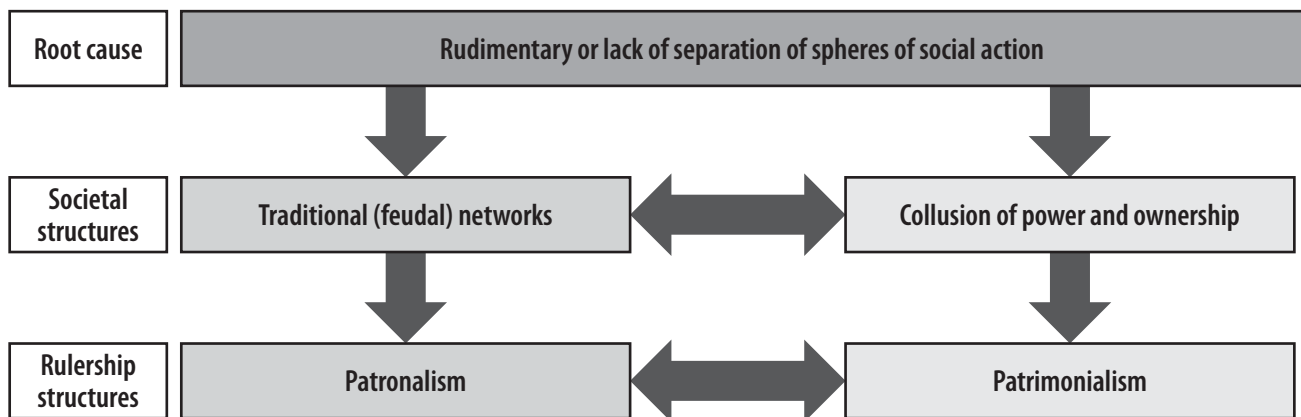 Root cause
Rudimentary or lack of separation of spheres of social action
Societal
structures
Traditional (feudal) networks
Collusion of power and ownership
Rulership
structures
Patronalism
Patrimonialism